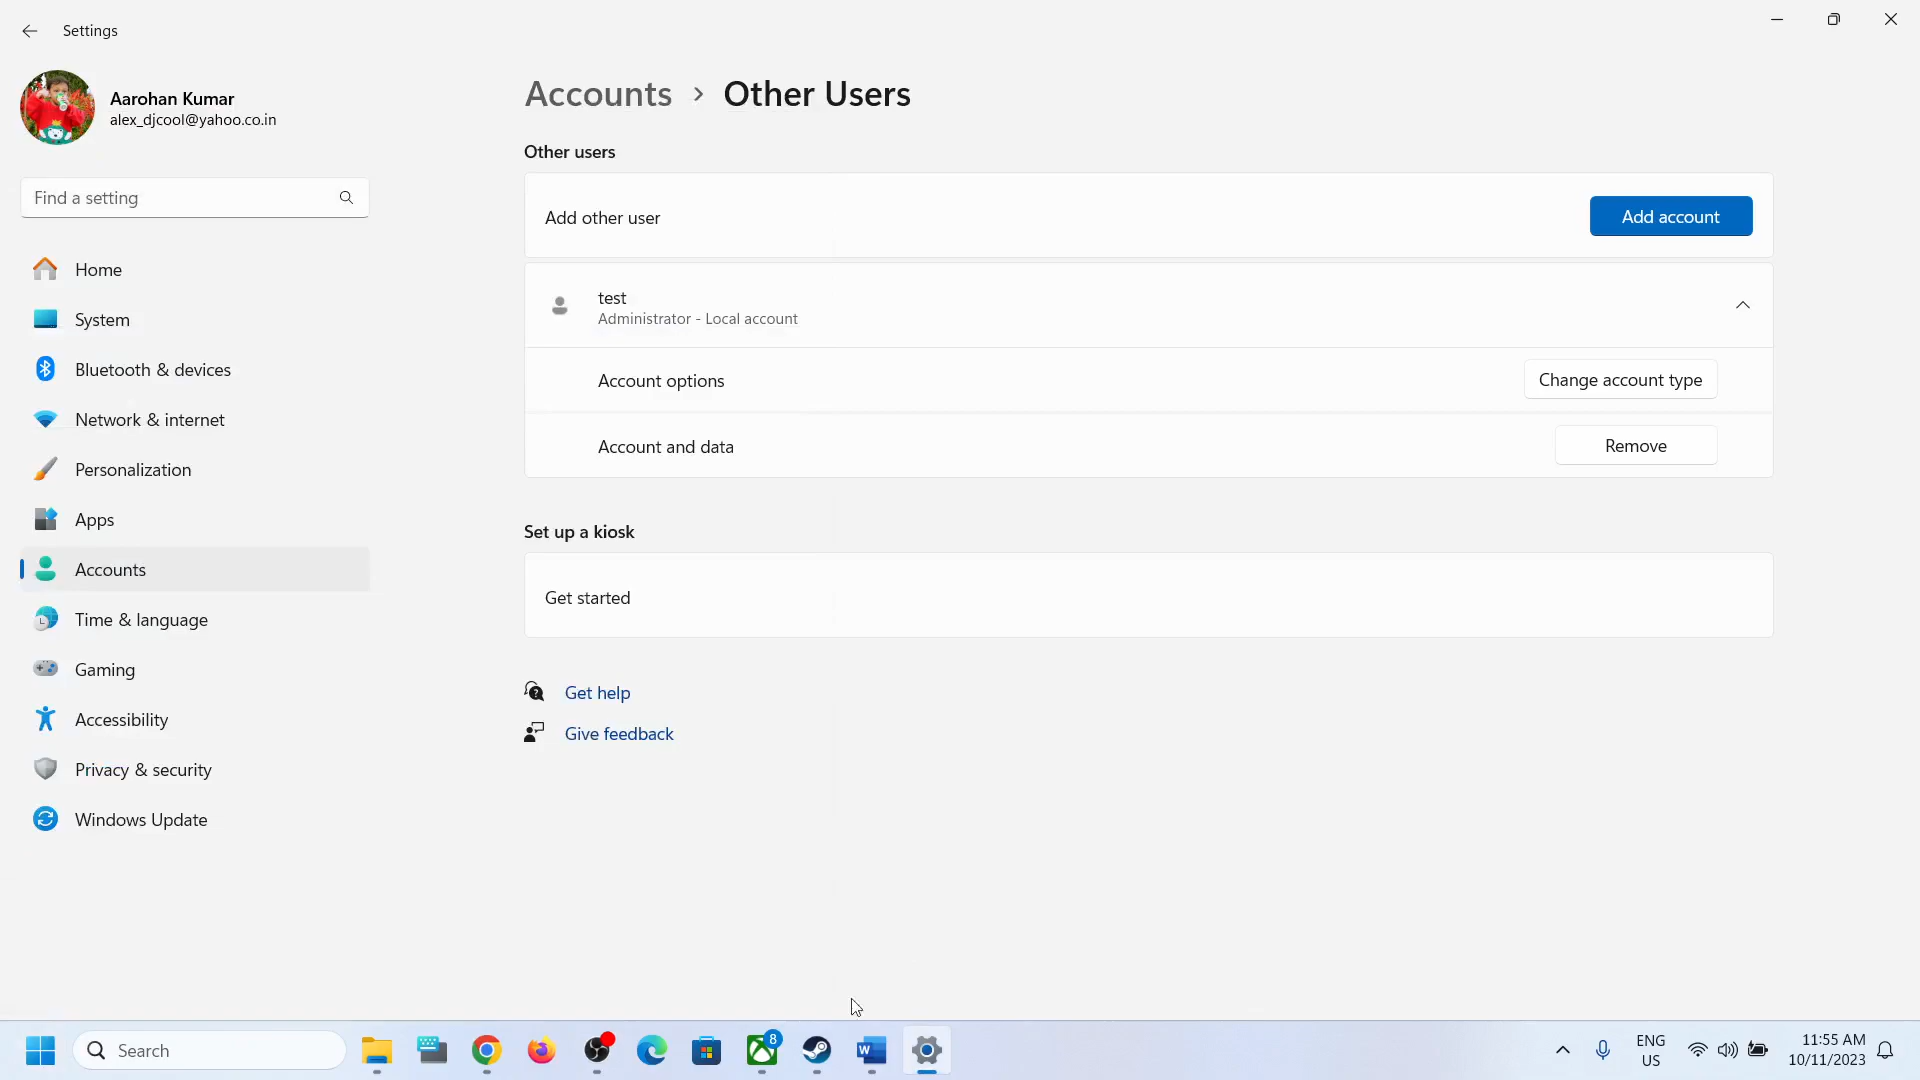 Settings
Aarohan Kumar
alex_djcool@yahoo.co.in
Find a setting
Home
System
Bluetooth & devices
Network & internet
Personalization
Apps
Accounts
Time & language
Gaming
Accessibility
Privacy & security
Windows Update
Accounts > Other Users
Other users
Add other user
Add account
test
Administrator - Local account
Account options
Change account type
Account and data
Remove
Set up a kiosk
Get started
Get help
Give feedback
Search
8
W
ENG
US
11:55 AM
10/11/2023